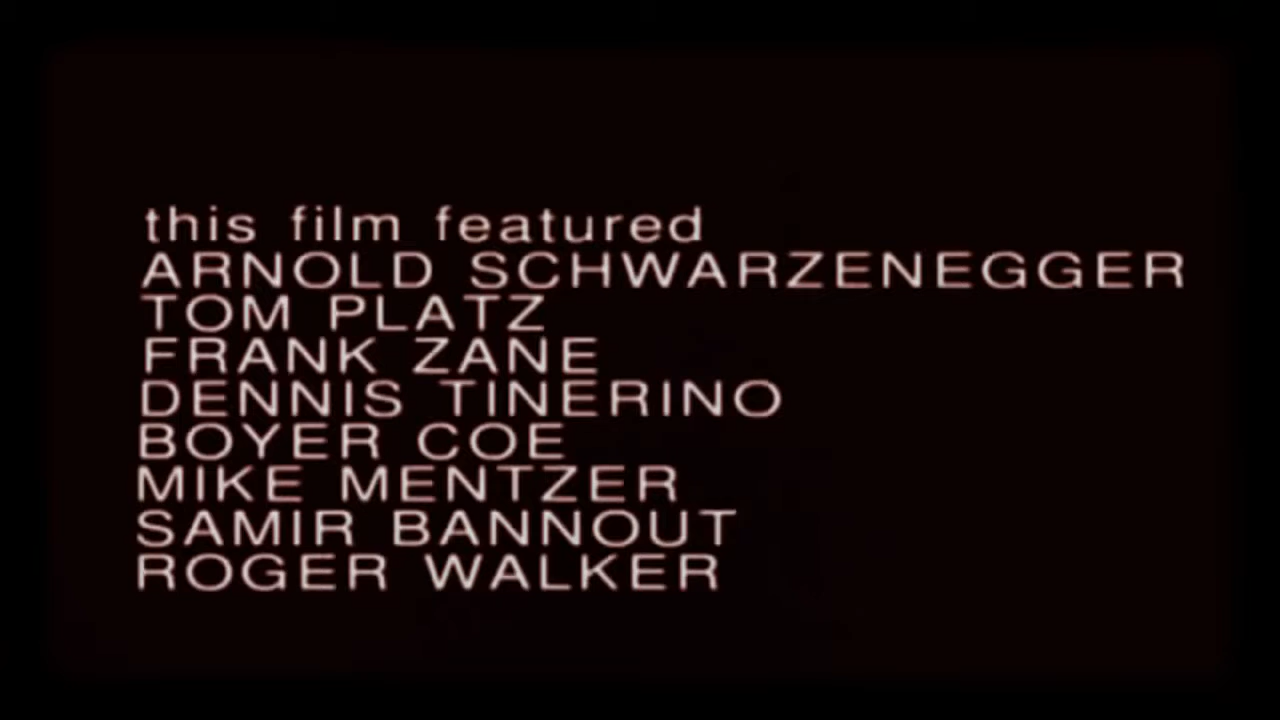 this film featured
ARNOLD SCHWARZENEGGER
TOM PLATZ
FRANK ZANE
DENNIS TINERINO
BOYER COE
MIKE MENTZER
SAMIR BANNOUT
ROGER WALKER